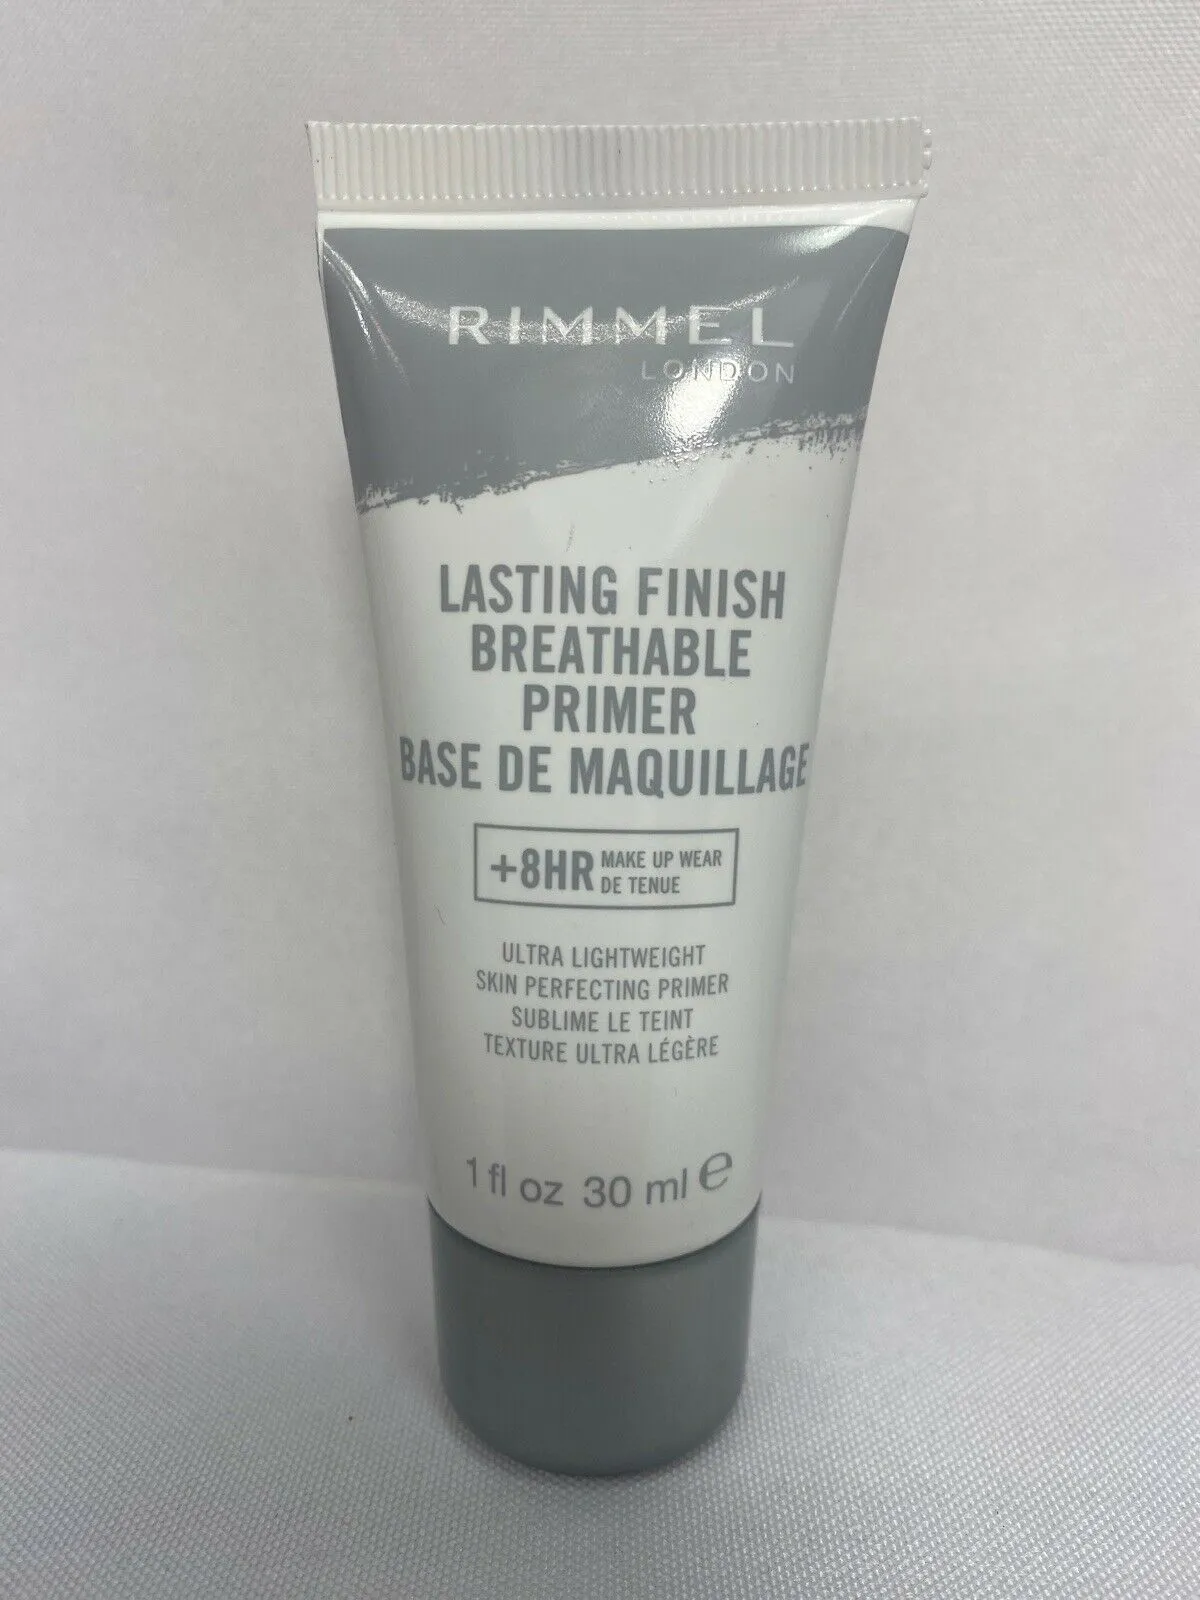 RIMMEL
LONDON
LASTING FINISH
BREATHABLE
PRIMER
BASE DE MAQUILLAGE
+8HR MAKE UP WEAR
DE TENUE
ULTRA LIGHTWEIGHT
SKIN PERFECTING PRIMER
SUBLIME LE TEINT
TEXTURE ULTRA LÉGÈRE
1 fl oz 30 ml ℮